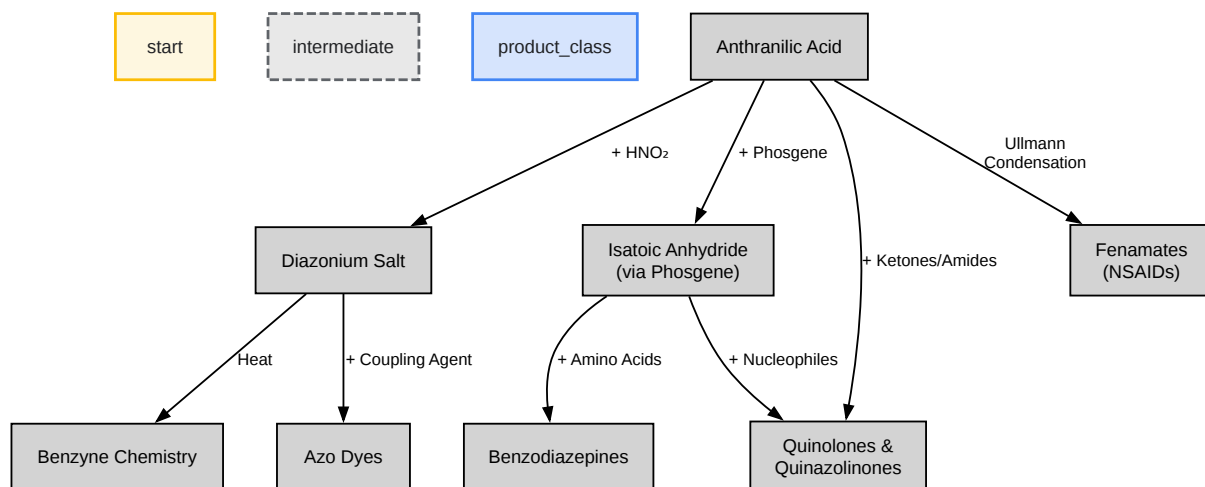 start
intermediate
product_class
Anthranilic Acid
+ HNO₂
+ Phosgene
Ullmann
Condensation
Diazonium Salt
Isatoic Anhydride
(via Phosgene)
+ Ketones/Amides
Fenamates
(NSAIDs)
Heat
+ Coupling Agent
+ Amino Acids
+ Nucleophiles
Benzyne Chemistry
Azo Dyes
Benzodiazepines
Quinolones &
Quinazolinones